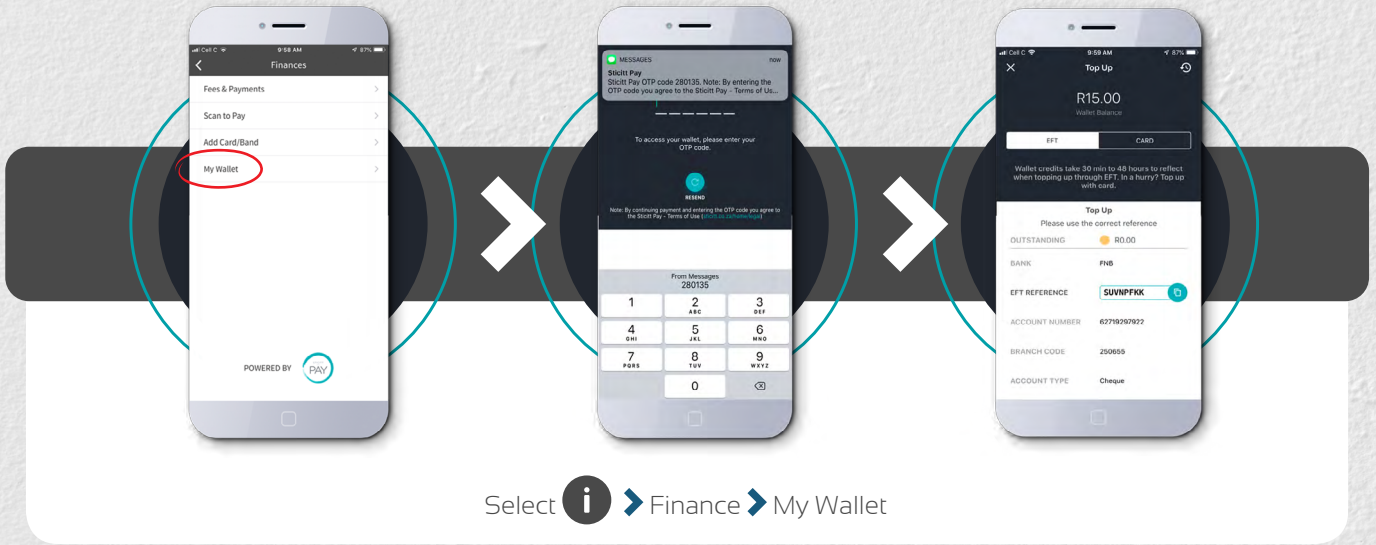 Cell C
9:58 AM
87%
Finances
Fees & Payments
Scan to Pay
Add Card/Band
My Wallet
POWERED BY
PAY
MESSAGES now
Sticitt Pay
Sticitt Pay OTP code 280135. Note: By entering the
OTP code you agree to the Sticitt Pay - Terms of Us...
To access your wallet, please enter your
OTP code.
RESEND
Note: By continuing payment and entering the OTP code you agree to
the Sticitt Pay - Terms of Use (sticitt.co.za/home/legal)
From Messages
280135
1 2 3
ABC DEF
4 5 6
GHI JKL MNO
7 8 9
PQRS TUV WXYZ
0
Cell C
9:59 AM
87%
Top Up
R15.00
Wallet Balance
EFT CARD
Wallet credits take 30 min to 48 hours to reflect
when topping up through EFT. In a hurry? Top up
with card.
Top Up
Please use the correct reference
OUTSTANDING R0.00
BANK FNB
EFT REFERENCE SUVNPFKK
ACCOUNT NUMBER 62719297922
BRANCH CODE 250655
ACCOUNT TYPE Cheque
Select i > Finance > My Wallet